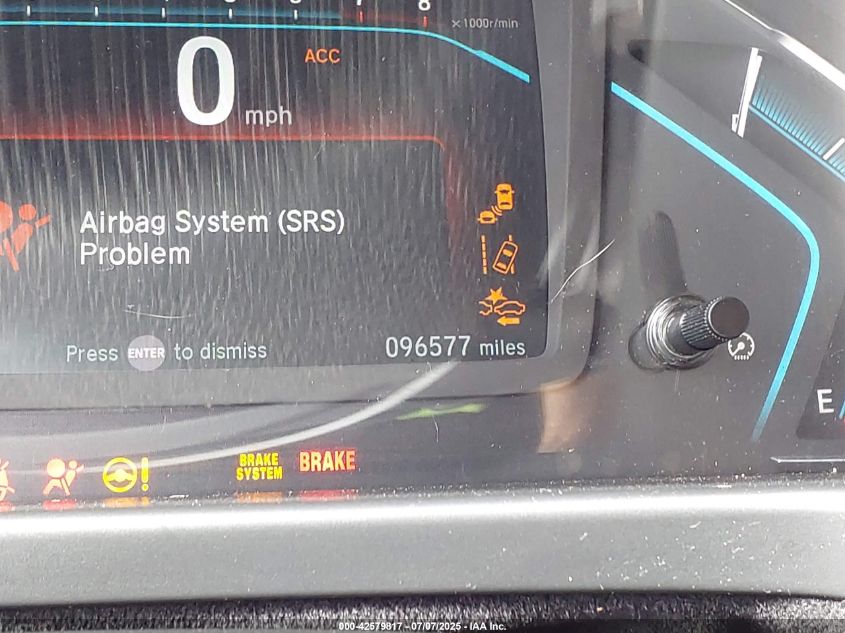 8
×1000r/min
ACC
0 mph
Airbag System (SRS)
Problem
Press ENTER to dismiss
096577 miles
E
BRAKE
SYSTEM
BRAKE
000-42579817 - 07/07/2025 - IAA Inc.